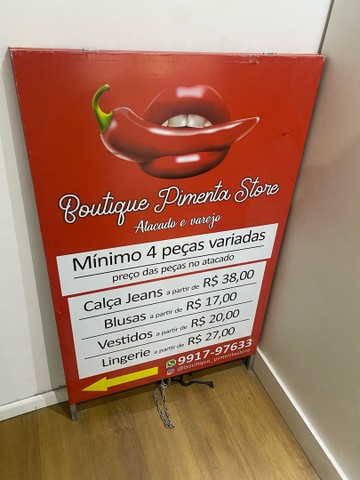 Boutique Pimenta Store
Atacado e varejo
Mínimo 4 peças variadas
preço das peças no atacado
Calça Jeans a partir de R$ 38,00
Blusas a partir de R$ 17,00
Vestidos a partir de R$ 20,00
Lingerie a partir de R$ 27,00
9917-97633
@boutique_pimentastore